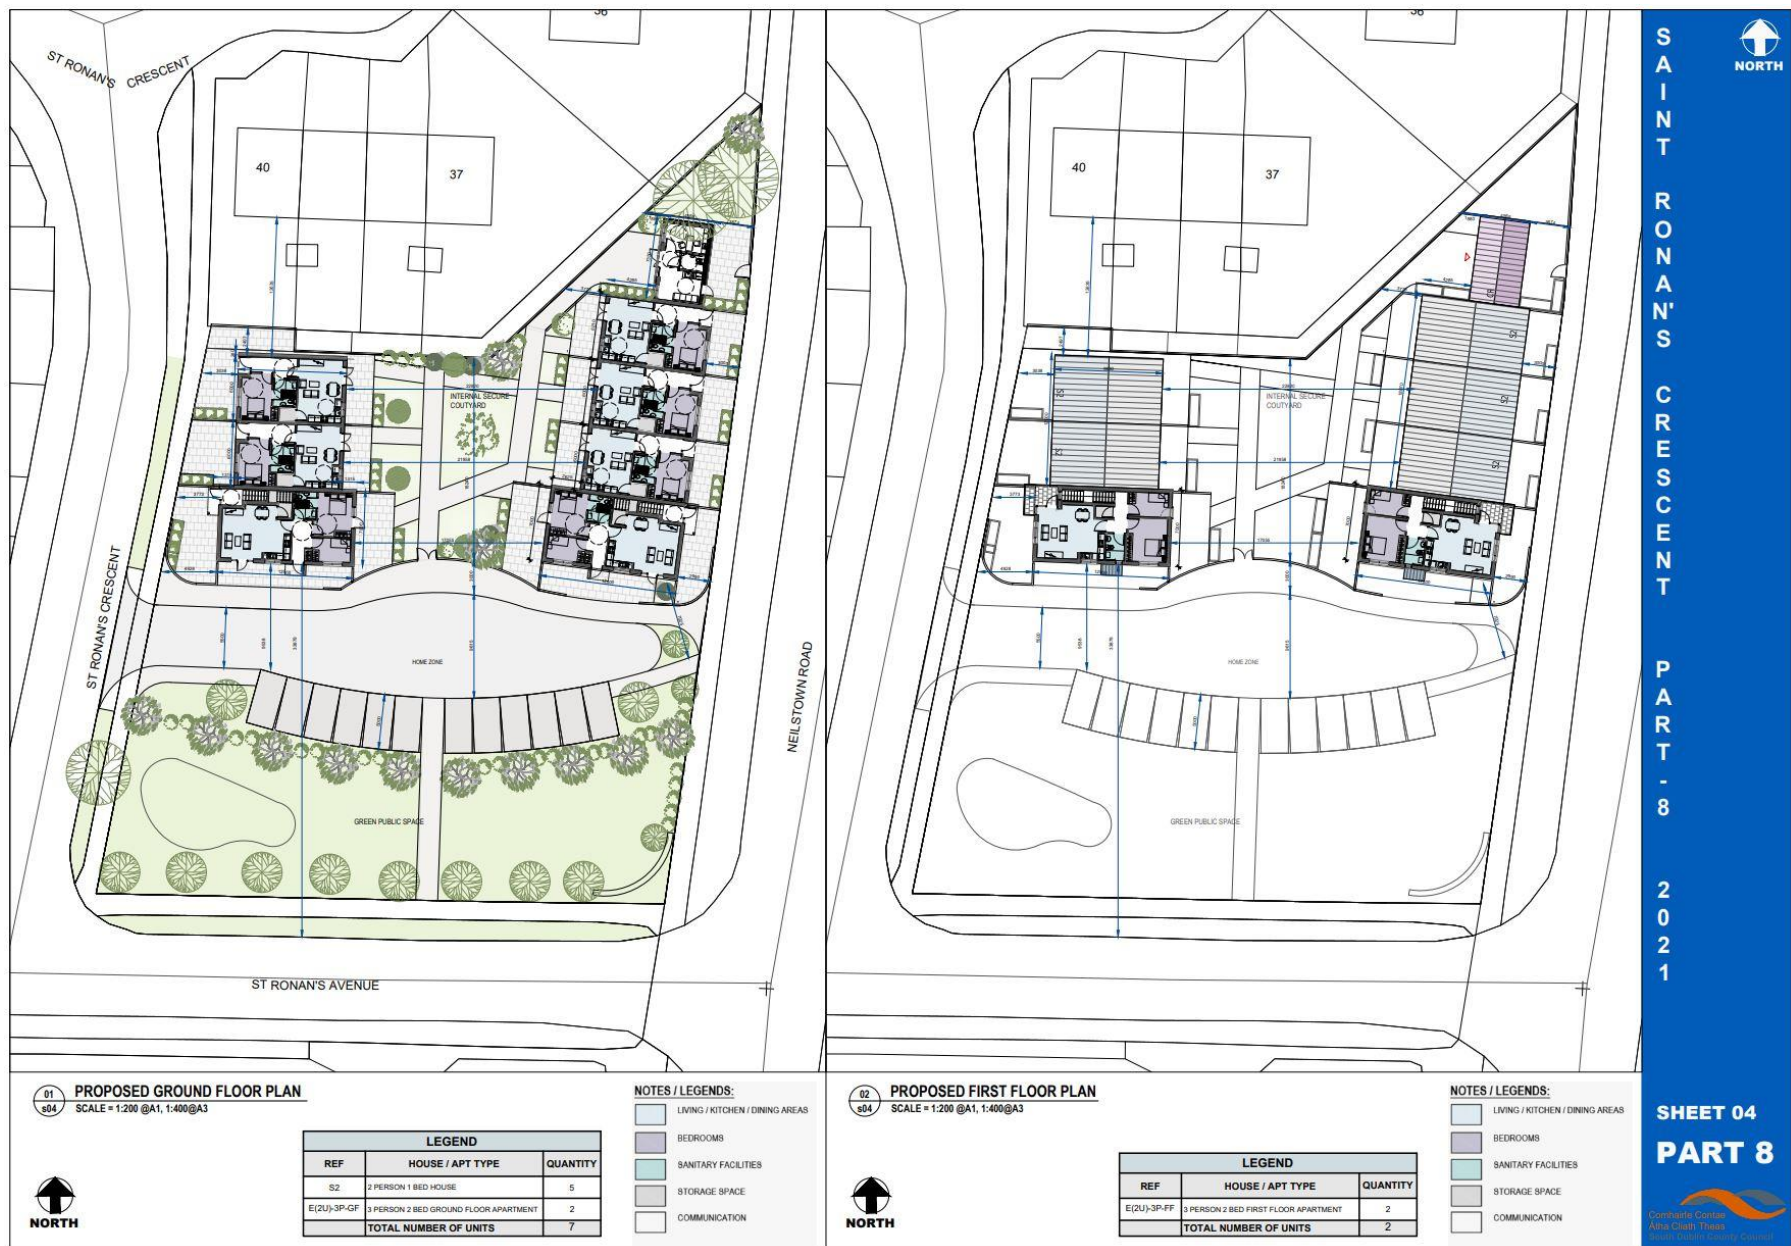 ST RONAN'S CRESCENT
36
40
37
INTERNAL SECURE
COUTYARD
ST RONAN'S CRESCENT
HOME ZONE
NEILSTOWN ROAD
GREEN PUBLIC SPACE
ST RONAN'S AVENUE
01
s04
PROPOSED GROUND FLOOR PLAN
SCALE = 1:200 @A1, 1:400@A3
NORTH
LEGEND
REF HOUSE / APT TYPE QUANTITY
S2 2 PERSON 1 BED HOUSE 5
E(2U)-3P-GF 3 PERSON 2 BED GROUND FLOOR APARTMENT 2
TOTAL NUMBER OF UNITS 7
NOTES / LEGENDS:
LIVING / KITCHEN / DINING AREAS
BEDROOMS
SANITARY FACILITIES
STORAGE SPACE
COMMUNICATION
36
40
37
INTERNAL SECURE
COUTYARD
S2
S2
S2
S2
S2
HOME ZONE
GREEN PUBLIC SPACE
02
s04
PROPOSED FIRST FLOOR PLAN
SCALE = 1:200 @A1, 1:400@A3
NORTH
LEGEND
REF HOUSE / APT TYPE QUANTITY
E(2U)-3P-FF 3 PERSON 2 BED FIRST FLOOR APARTMENT 2
TOTAL NUMBER OF UNITS 2
NOTES / LEGENDS:
LIVING / KITCHEN / DINING AREAS
BEDROOMS
SANITARY FACILITIES
STORAGE SPACE
COMMUNICATION
NORTH
SAINT RONAN'S CRESCENT PART-8 2021
SHEET 04
PART 8
Comhairle Contae
Átha Cliath Theas
South Dublin County Council